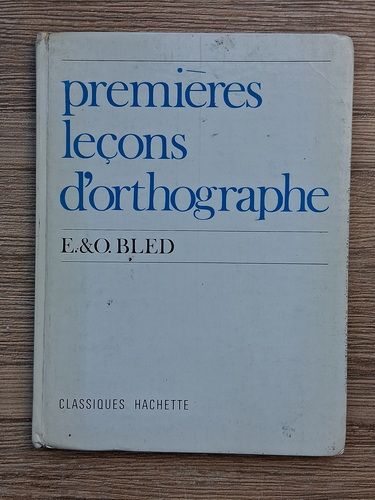 premières
leçons
d'orthographe
E.&O. BLED
CLASSIQUES HACHETTE